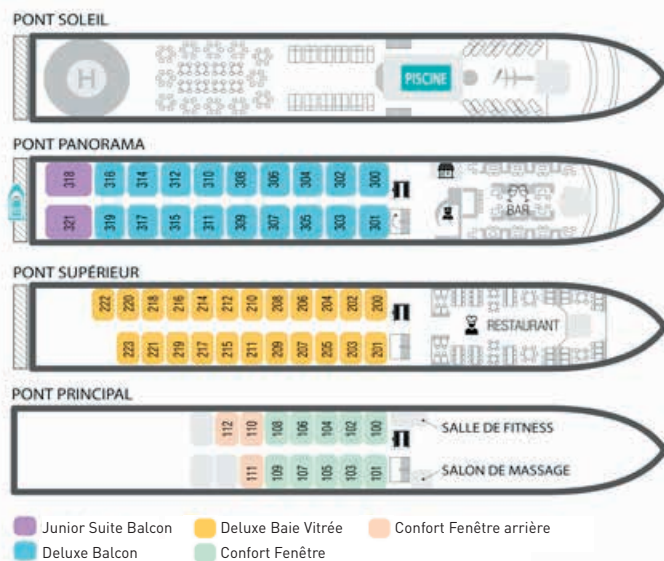 PONT SOLEIL
H
PISCINE
PONT PANORAMA
318 316 314 312 310 308 306 304 302 300
321 319 317 315 311 309 307 305 303 301
BAR
PONT SUPÉRIEUR
222 220 218 216 214 212 210 208 206 204 202 200
223 221 219 217 215 211 209 207 205 203 201
RESTAURANT
PONT PRINCIPAL
112 110 108 106 104 102 100
SALLE DE FITNESS
111 109 107 105 103 101
SALON DE MASSAGE
Junior Suite Balcon
Deluxe Baie Vitrée
Confort Fenêtre arrière
Deluxe Balcon
Confort Fenêtre